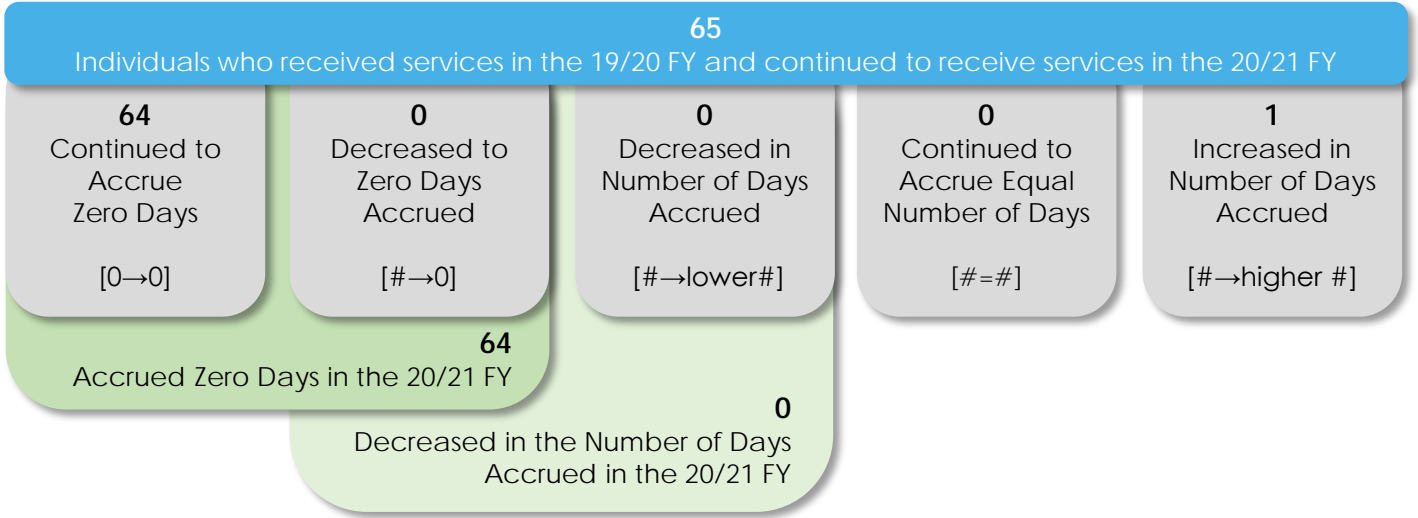 65
Individuals who received services in the 19/20 FY and continued to receive services in the 20/21 FY
64
Continued to
Accrue
Zero Days
[0→0]
0
Decreased to
Zero Days
Accrued
[#→0]
0
Decreased in
Number of Days
Accrued
[#→lower#]
0
Continued to
Accrue Equal
Number of Days
[#=#]
1
Increased in
Number of Days
Accrued
[#→higher #]
64
Accrued Zero Days in the 20/21 FY
0
Decreased in the Number of Days
Accrued in the 20/21 FY